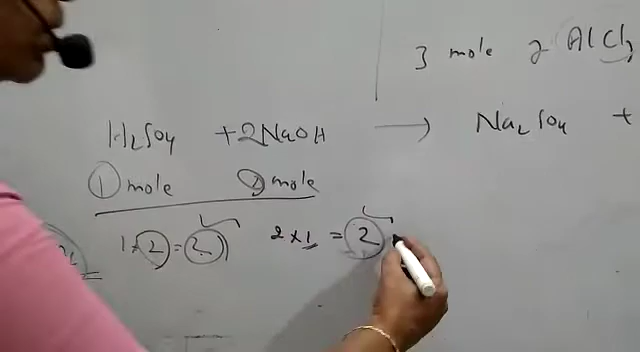 3 mole 2 AlCl3
H2SO4 + 2NaOH → Na2SO4 +
1 mole 2 mole
1 × 2 = 2 2 × 1 = 2